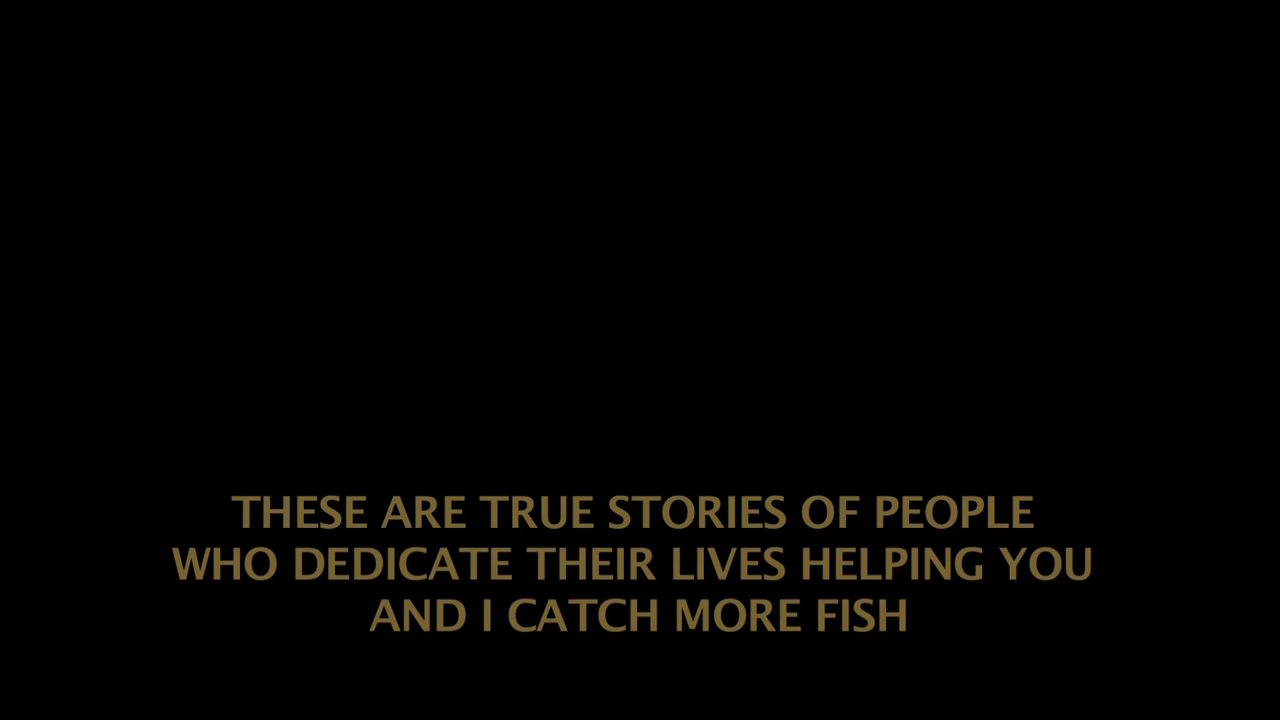 THESE ARE TRUE STORIES OF PEOPLE
WHO DEDICATE THEIR LIVES HELPING YOU
AND I CATCH MORE FISH